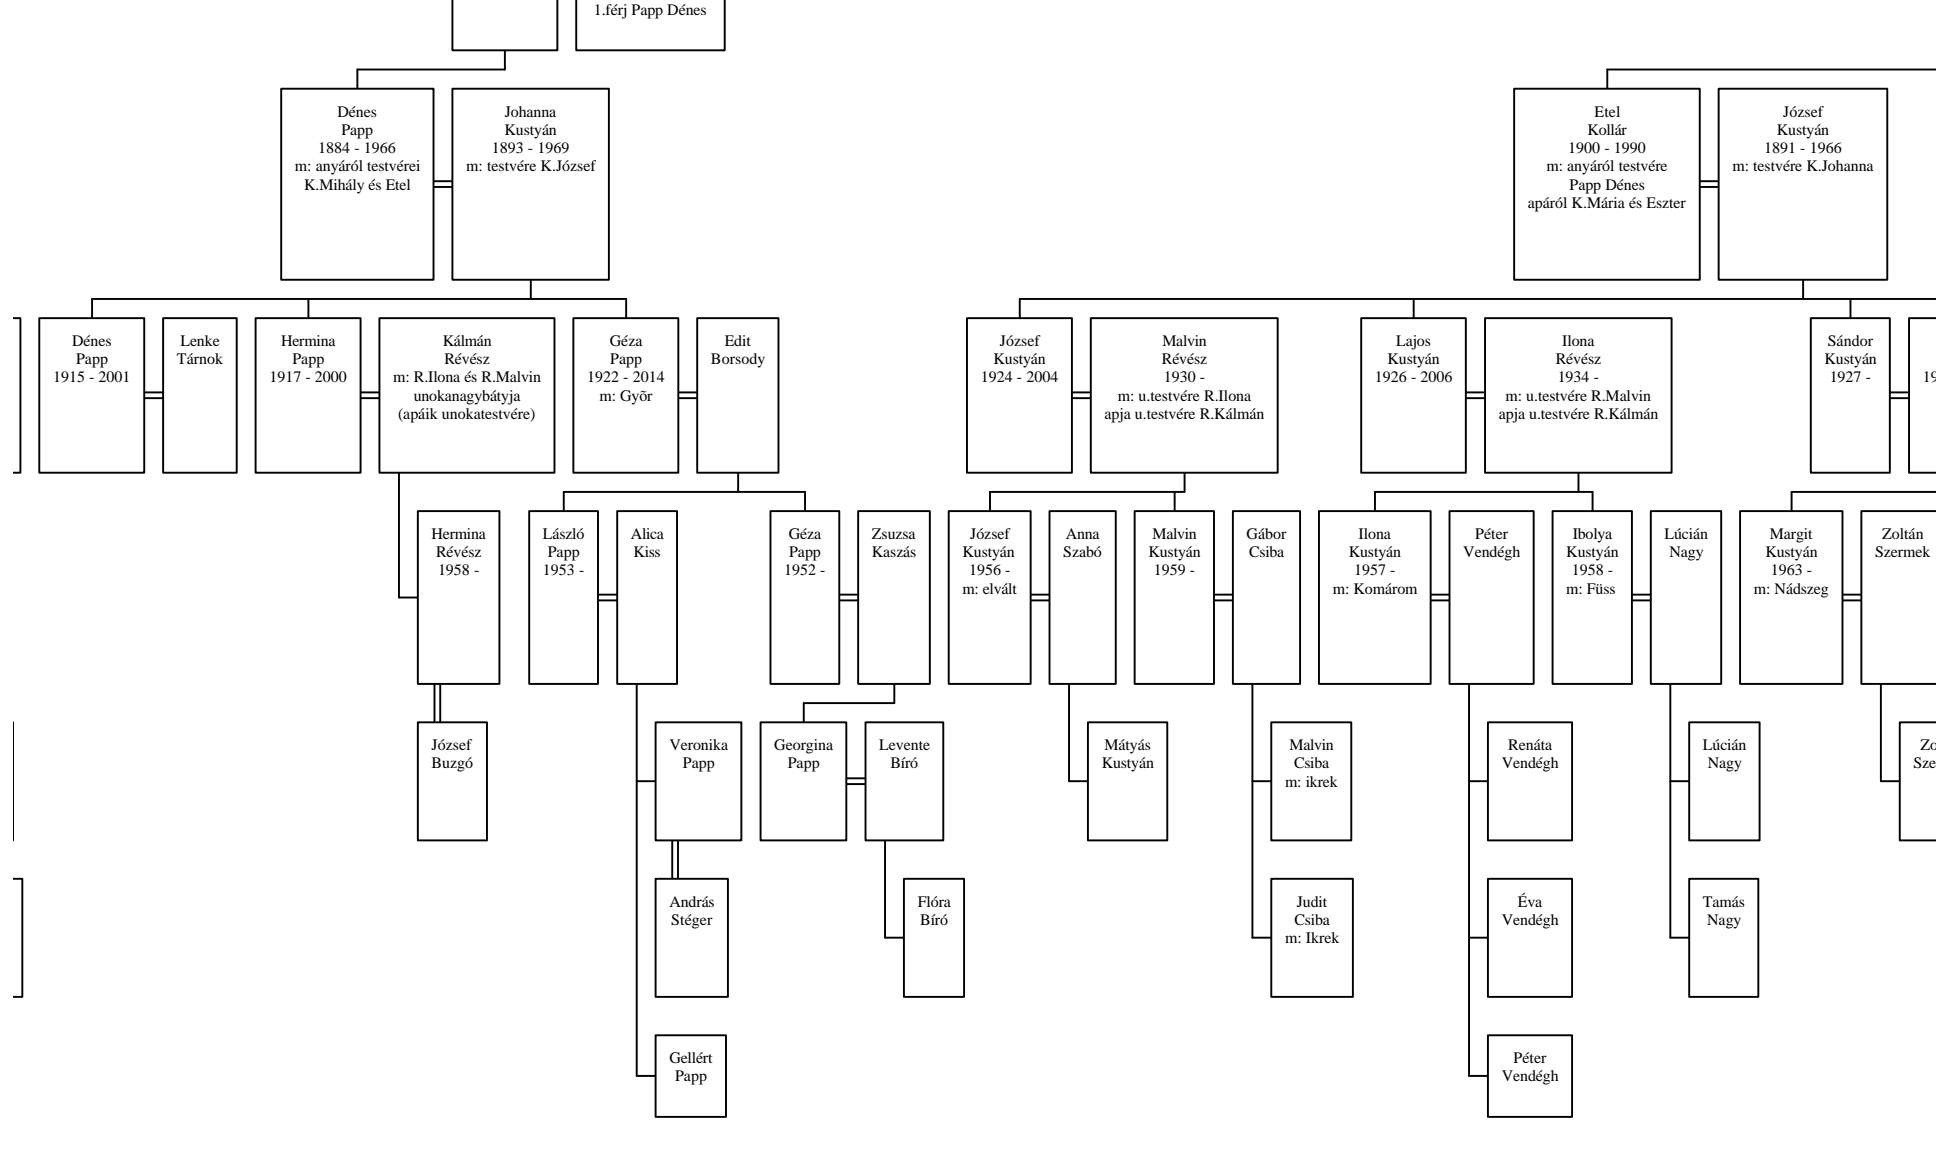 1.férj Papp Dénes
Dénes
Papp
1884 - 1966
m: anyáról testvérei
K.Mihály és Etel
Johanna
Kustyán
1893 - 1969
m: testvére K.József
Etel
Kollár
1900 - 1990
m: anyáról testvére
Papp Dénes
apáról K.Mária és Eszter
József
Kustyán
1891 - 1966
m: testvére K.Johanna
Dénes
Papp
1915 - 2001
Lenke
Tárnok
Hermina
Papp
1917 - 2000
Kálmán
Révész
m: R.Ilona és R.Malvin
unokanagybátyja
(apáik unokatestvére)
Géza
Papp
1922 - 2014
m: Gyõr
Edit
Borsody
József
Kustyán
1924 - 2004
Malvin
Révész
1930 -
m: u.testvére R.Ilona
apja u.testvére R.Kálmán
Lajos
Kustyán
1926 - 2006
Ilona
Révész
1934 -
m: u.testvére R.Malvin
apja u.testvére R.Kálmán
Sándor
Kustyán
1927 -
Hermina
Révész
1958 -
László
Papp
1953 -
Alica
Kiss
Géza
Papp
1952 -
Zsuzsa
Kaszás
József
Kustyán
1956 -
m: elvált
Anna
Szabó
Malvin
Kustyán
1959 -
Gábor
Csiba
Ilona
Kustyán
1957 -
m: Komárom
Péter
Vendégh
Ibolya
Kustyán
1958 -
m: Füss
Lúcián
Nagy
Margit
Kustyán
1963 -
m: Nádszeg
Zoltán
Szermek
József
Buzgó
Veronika
Papp
Georgina
Papp
Levente
Bíró
Mátyás
Kustyán
Malvin
Csiba
m: ikrek
Renáta
Vendégh
Lúcián
Nagy
András
Stéger
Flóra
Bíró
Judit
Csiba
m: Ikrek
Éva
Vendégh
Tamás
Nagy
Gellért
Papp
Péter
Vendégh